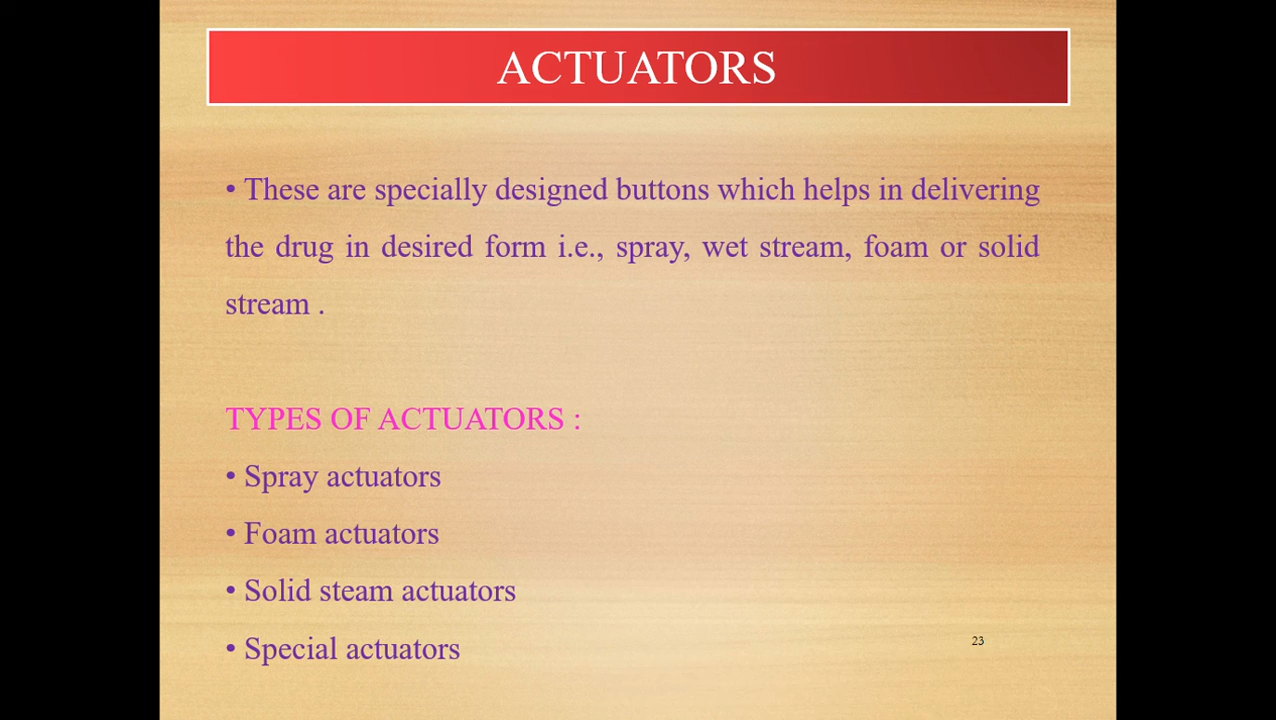 ACTUATORS
• These are specially designed buttons which helps in delivering
the drug in desired form i.e., spray, wet stream, foam or solid
stream .
TYPES OF ACTUATORS :
• Spray actuators
• Foam actuators
• Solid steam actuators
• Special actuators
23